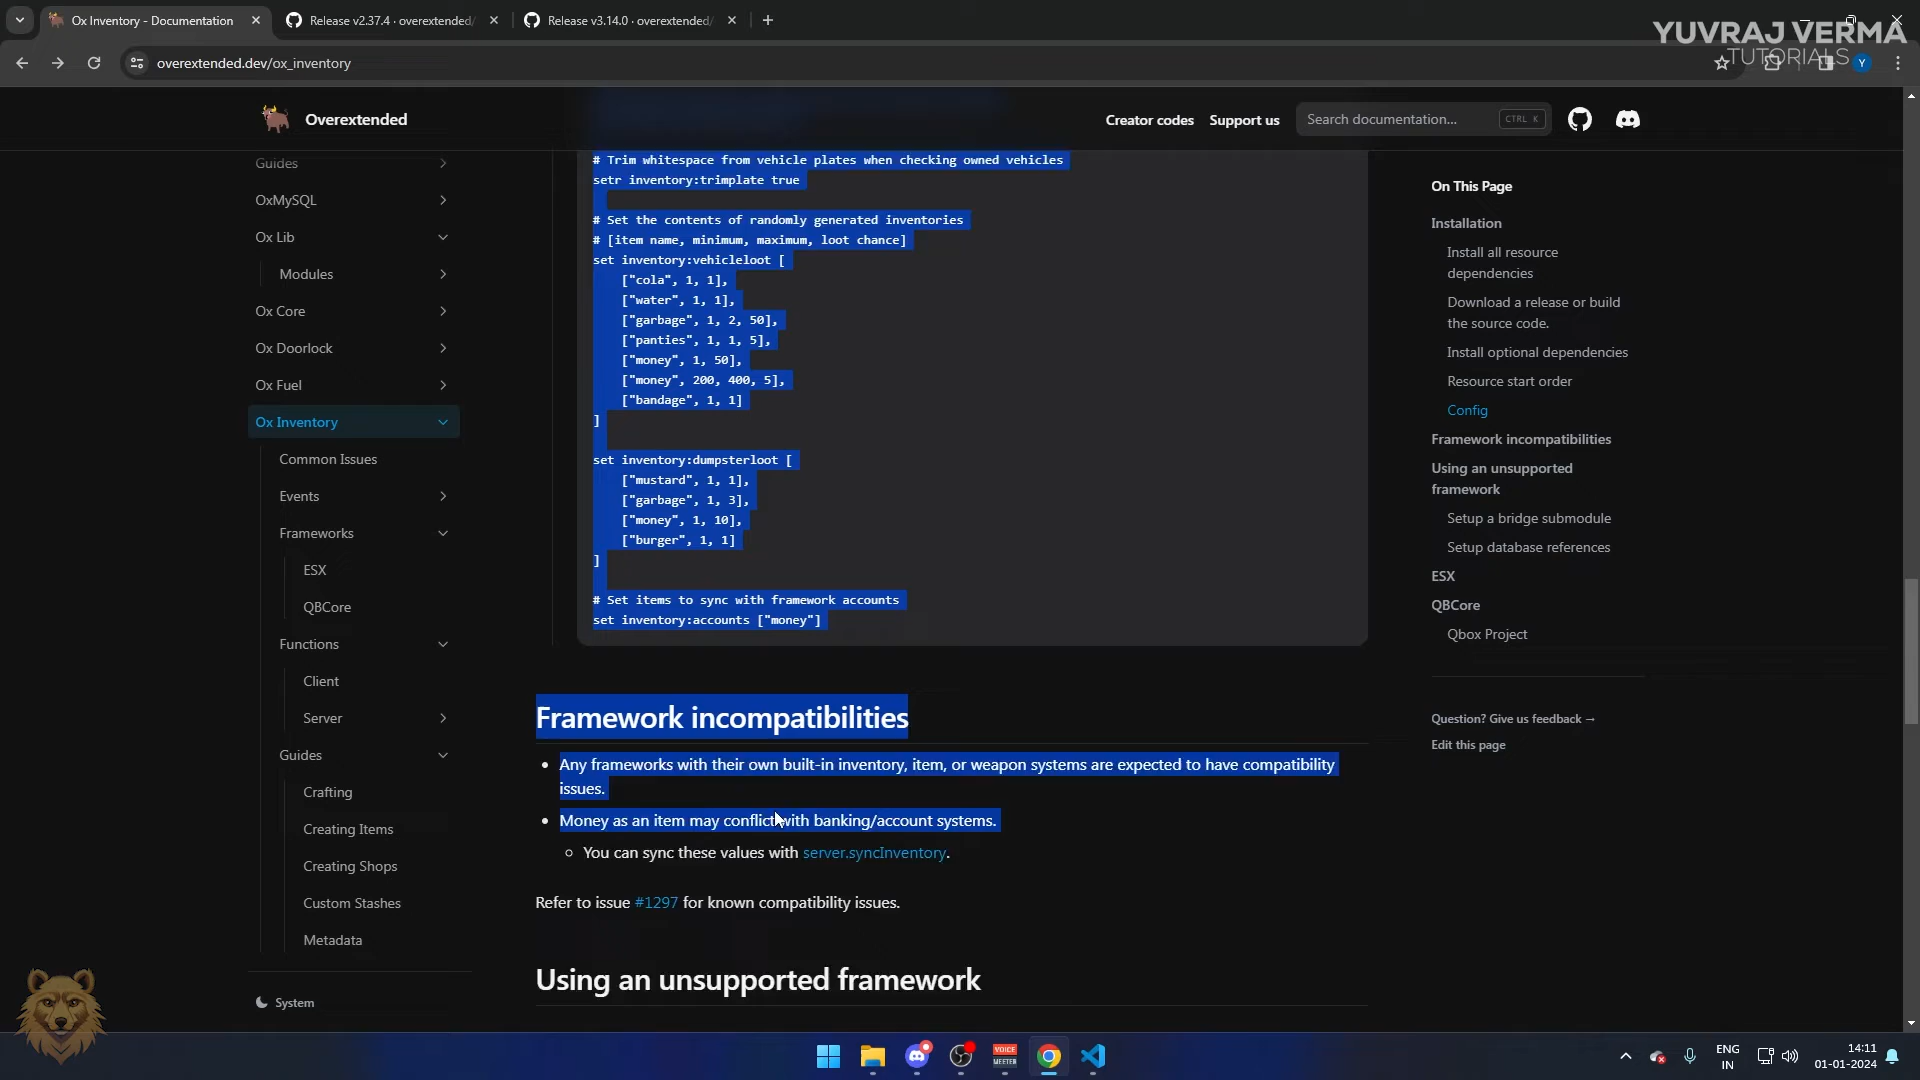 Ox Inventory - Documentation
Release v2.37.4 · overextended/
Release v3.14.0 · overextended/
YUVRAJ VERMA
TUTORIALS
overextended.dev/ox_inventory
Y
Overextended
Creator codes
Support us
Search documentation...
CTRL K
Guides
OxMySQL
Ox Lib
Modules
Ox Core
Ox Doorlock
Ox Fuel
Ox Inventory
Common Issues
Events
Frameworks
ESX
QBCore
Functions
Client
Server
Guides
Crafting
Creating Items
Creating Shops
Custom Stashes
Metadata
System
# Trim whitespace from vehicle plates when checking owned vehicles
setr inventory:trimplate true
# Set the contents of randomly generated inventories
# [item name, minimum, maximum, loot chance]
set inventory:vehicleloot [
["cola", 1, 1],
["water", 1, 1],
["garbage", 1, 2, 50],
["panties", 1, 1, 5],
["money", 1, 50],
["money", 200, 400, 5],
["bandage", 1, 1]
]
set inventory:dumpsterloot [
["mustard", 1, 1],
["garbage", 1, 3],
["money", 1, 10],
["burger", 1, 1]
]
# Set items to sync with framework accounts
set inventory:accounts ["money"]
Framework incompatibilities
• Any frameworks with their own built-in inventory, item, or weapon systems are expected to have compatibility
issues.
• Money as an item may conflict with banking/account systems.
You can sync these values with server.syncInventory.
Refer to issue #1297 for known compatibility issues.
Using an unsupported framework
On This Page
Installation
Install all resource
dependencies
Download a release or build
the source code.
Install optional dependencies
Resource start order
Config
Framework incompatibilities
Using an unsupported
framework
Setup a bridge submodule
Setup database references
ESX
QBCore
Qbox Project
Question? Give us feedback →
Edit this page
VOICE
MEETER
ENG
IN
14:11
01-01-2024